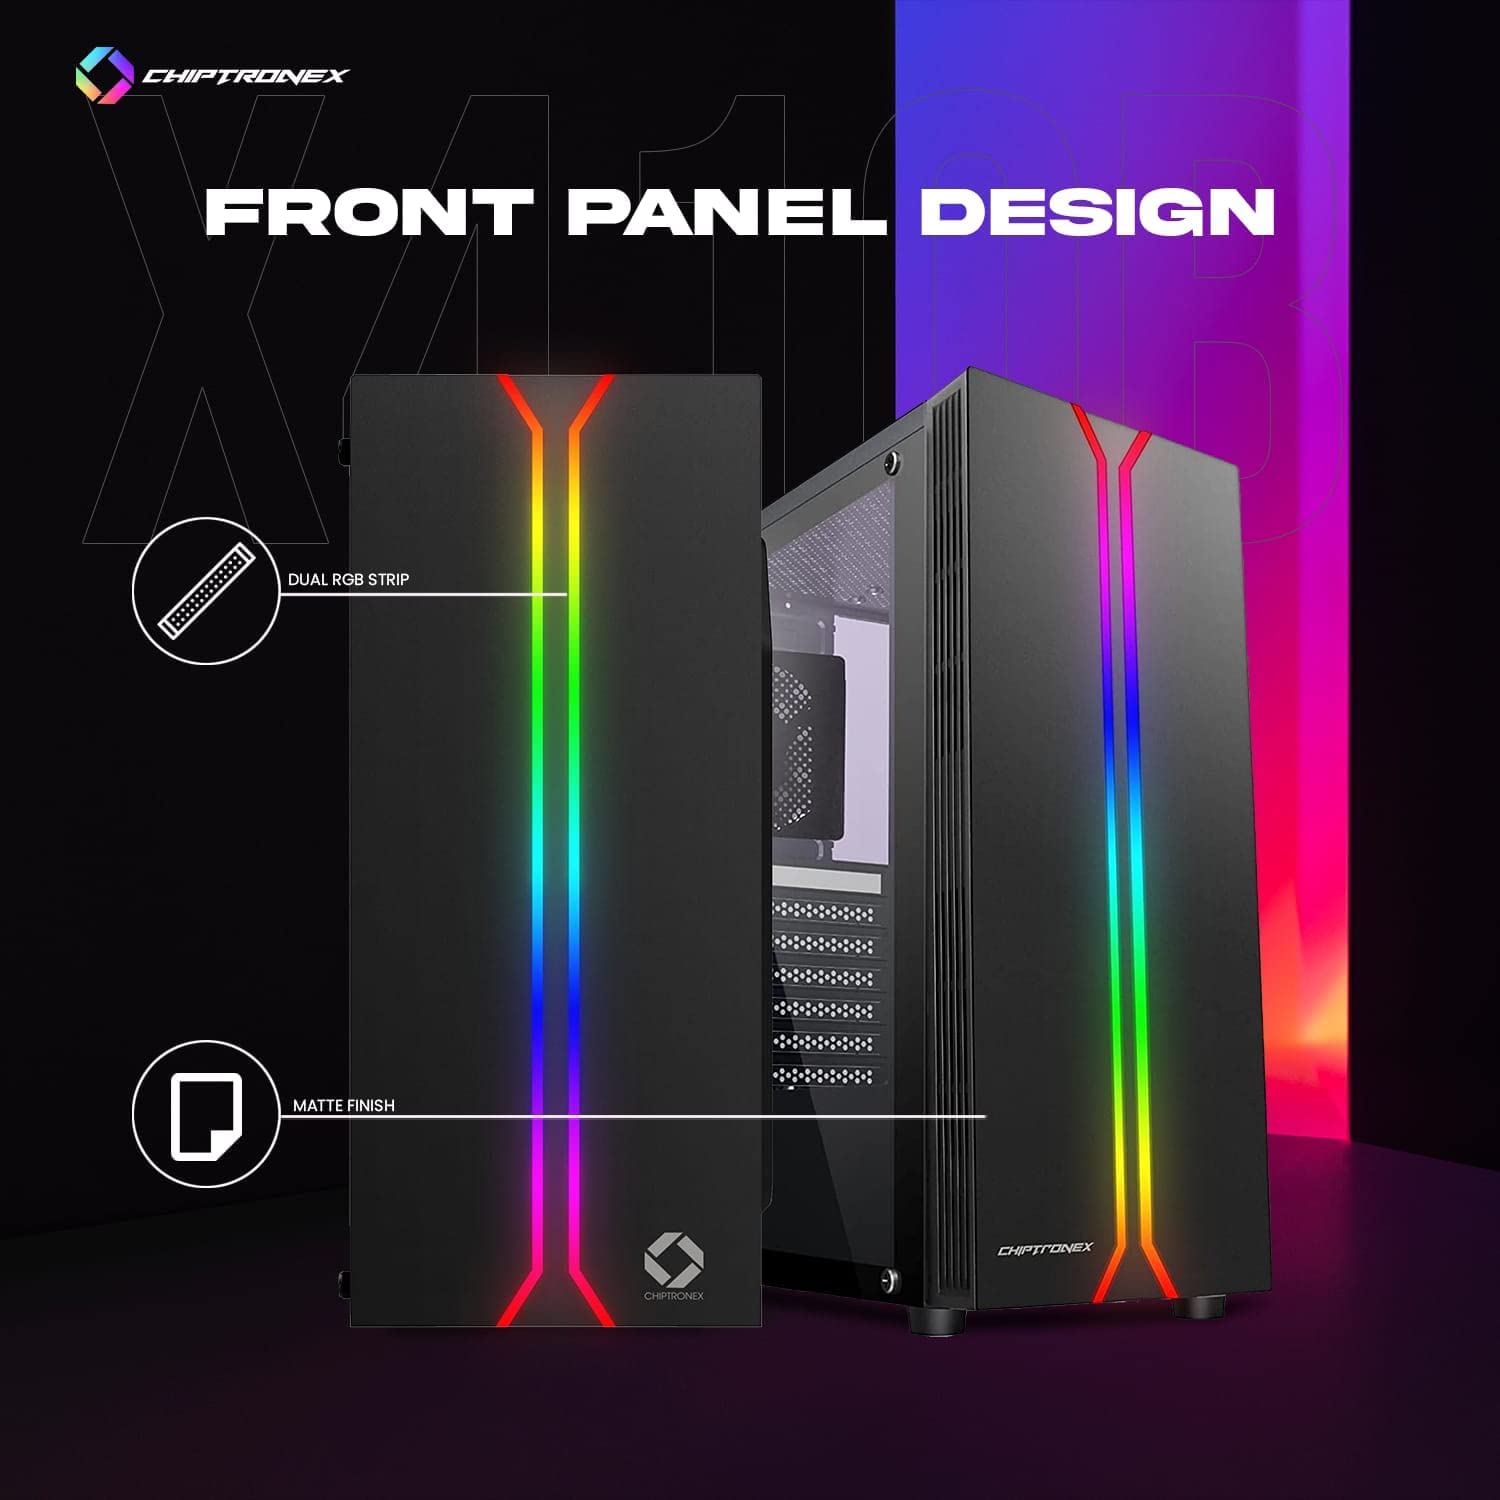 CHIPTRONEX
X410B
FRONT PANEL DESIGN
DUAL RGB STRIP
MATTE FINISH
CHIPTRONEX
CHIPTRONEX